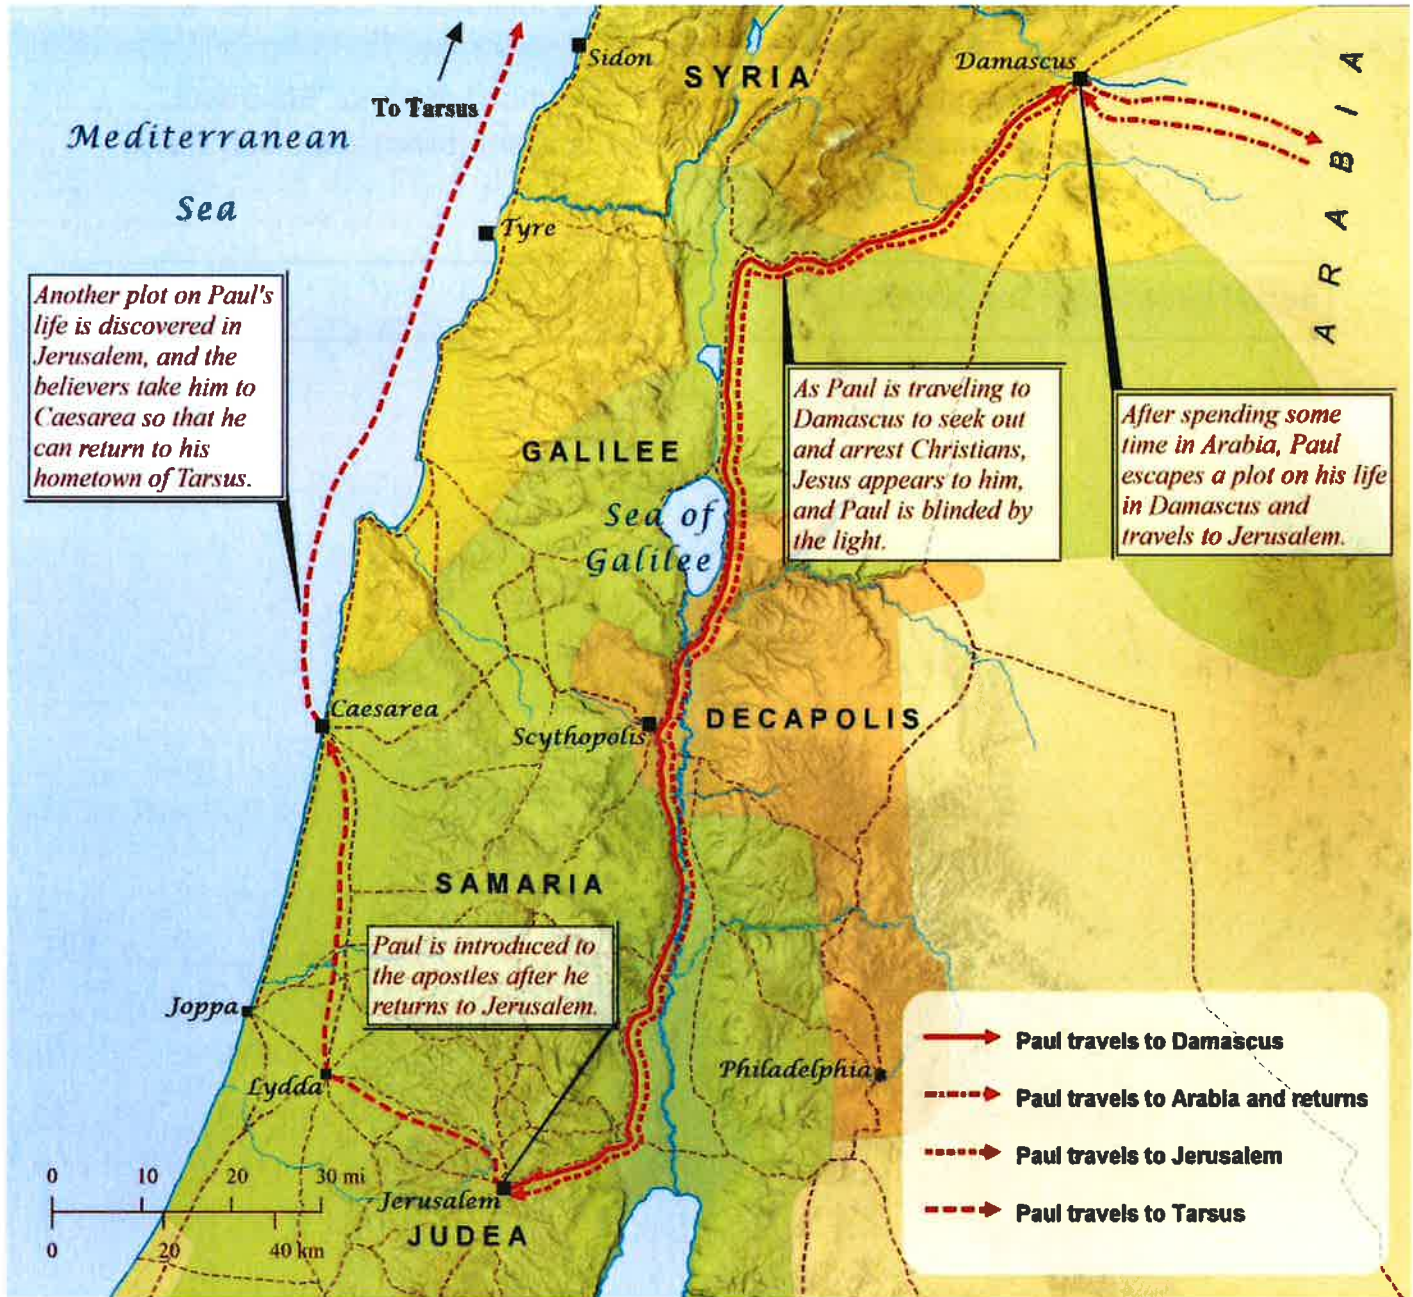 Sidon
SYRIA
Damascus
To Tarsus
Mediterranean
Sea
ARABIA
Tyre
Another plot on Paul's
life is discovered in
Jerusalem, and the
believers take him to
Caesarea so that he
can return to his
hometown of Tarsus.
As Paul is traveling to
Damascus to seek out
and arrest Christians,
Jesus appears to him,
and Paul is blinded by
the light.
After spending some
time in Arabia, Paul
escapes a plot on his life
in Damascus and
travels to Jerusalem.
GALILEE
Sea of
Galilee
Caesarea
Scythopolis
DECAPOLIS
SAMARIA
Paul is introduced to
the apostles after he
returns to Jerusalem.
Joppa
Lydda
Philadelphia
Jerusalem
JUDEA
0 10 20 30 mi
0 20 40 km
Paul travels to Damascus
Paul travels to Arabia and returns
Paul travels to Jerusalem
Paul travels to Tarsus